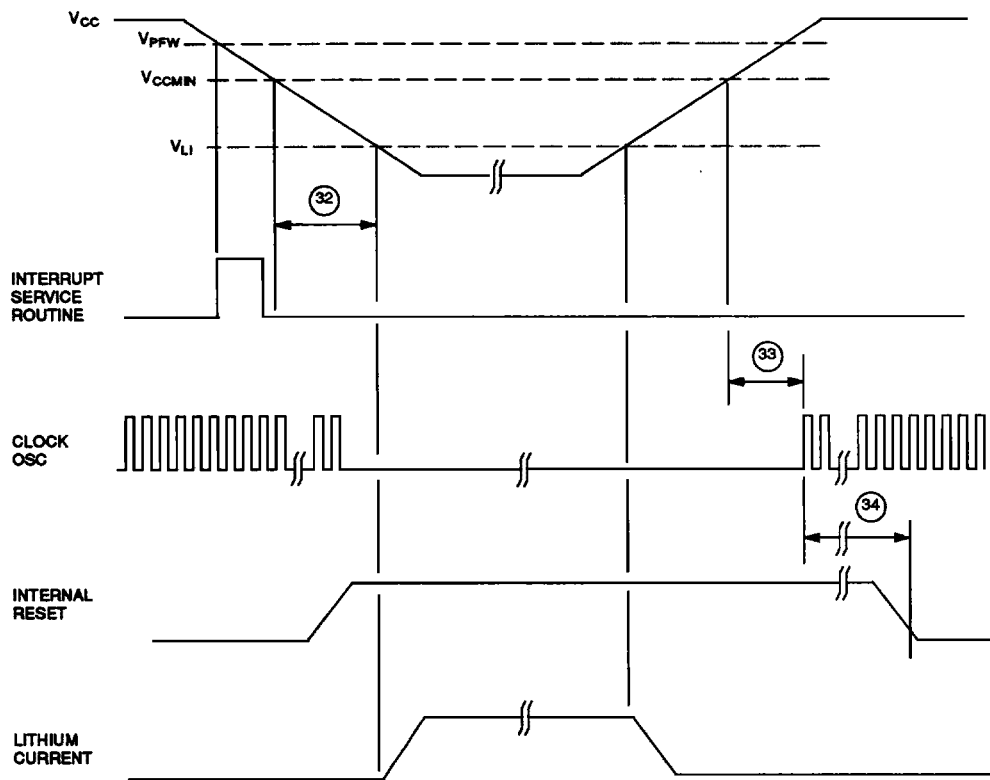 VCC
VPFW
VCCMIN
VLI
32
INTERRUPT
SERVICE
ROUTINE
33
CLOCK
OSC
34
INTERNAL
RESET
LITHIUM
CURRENT